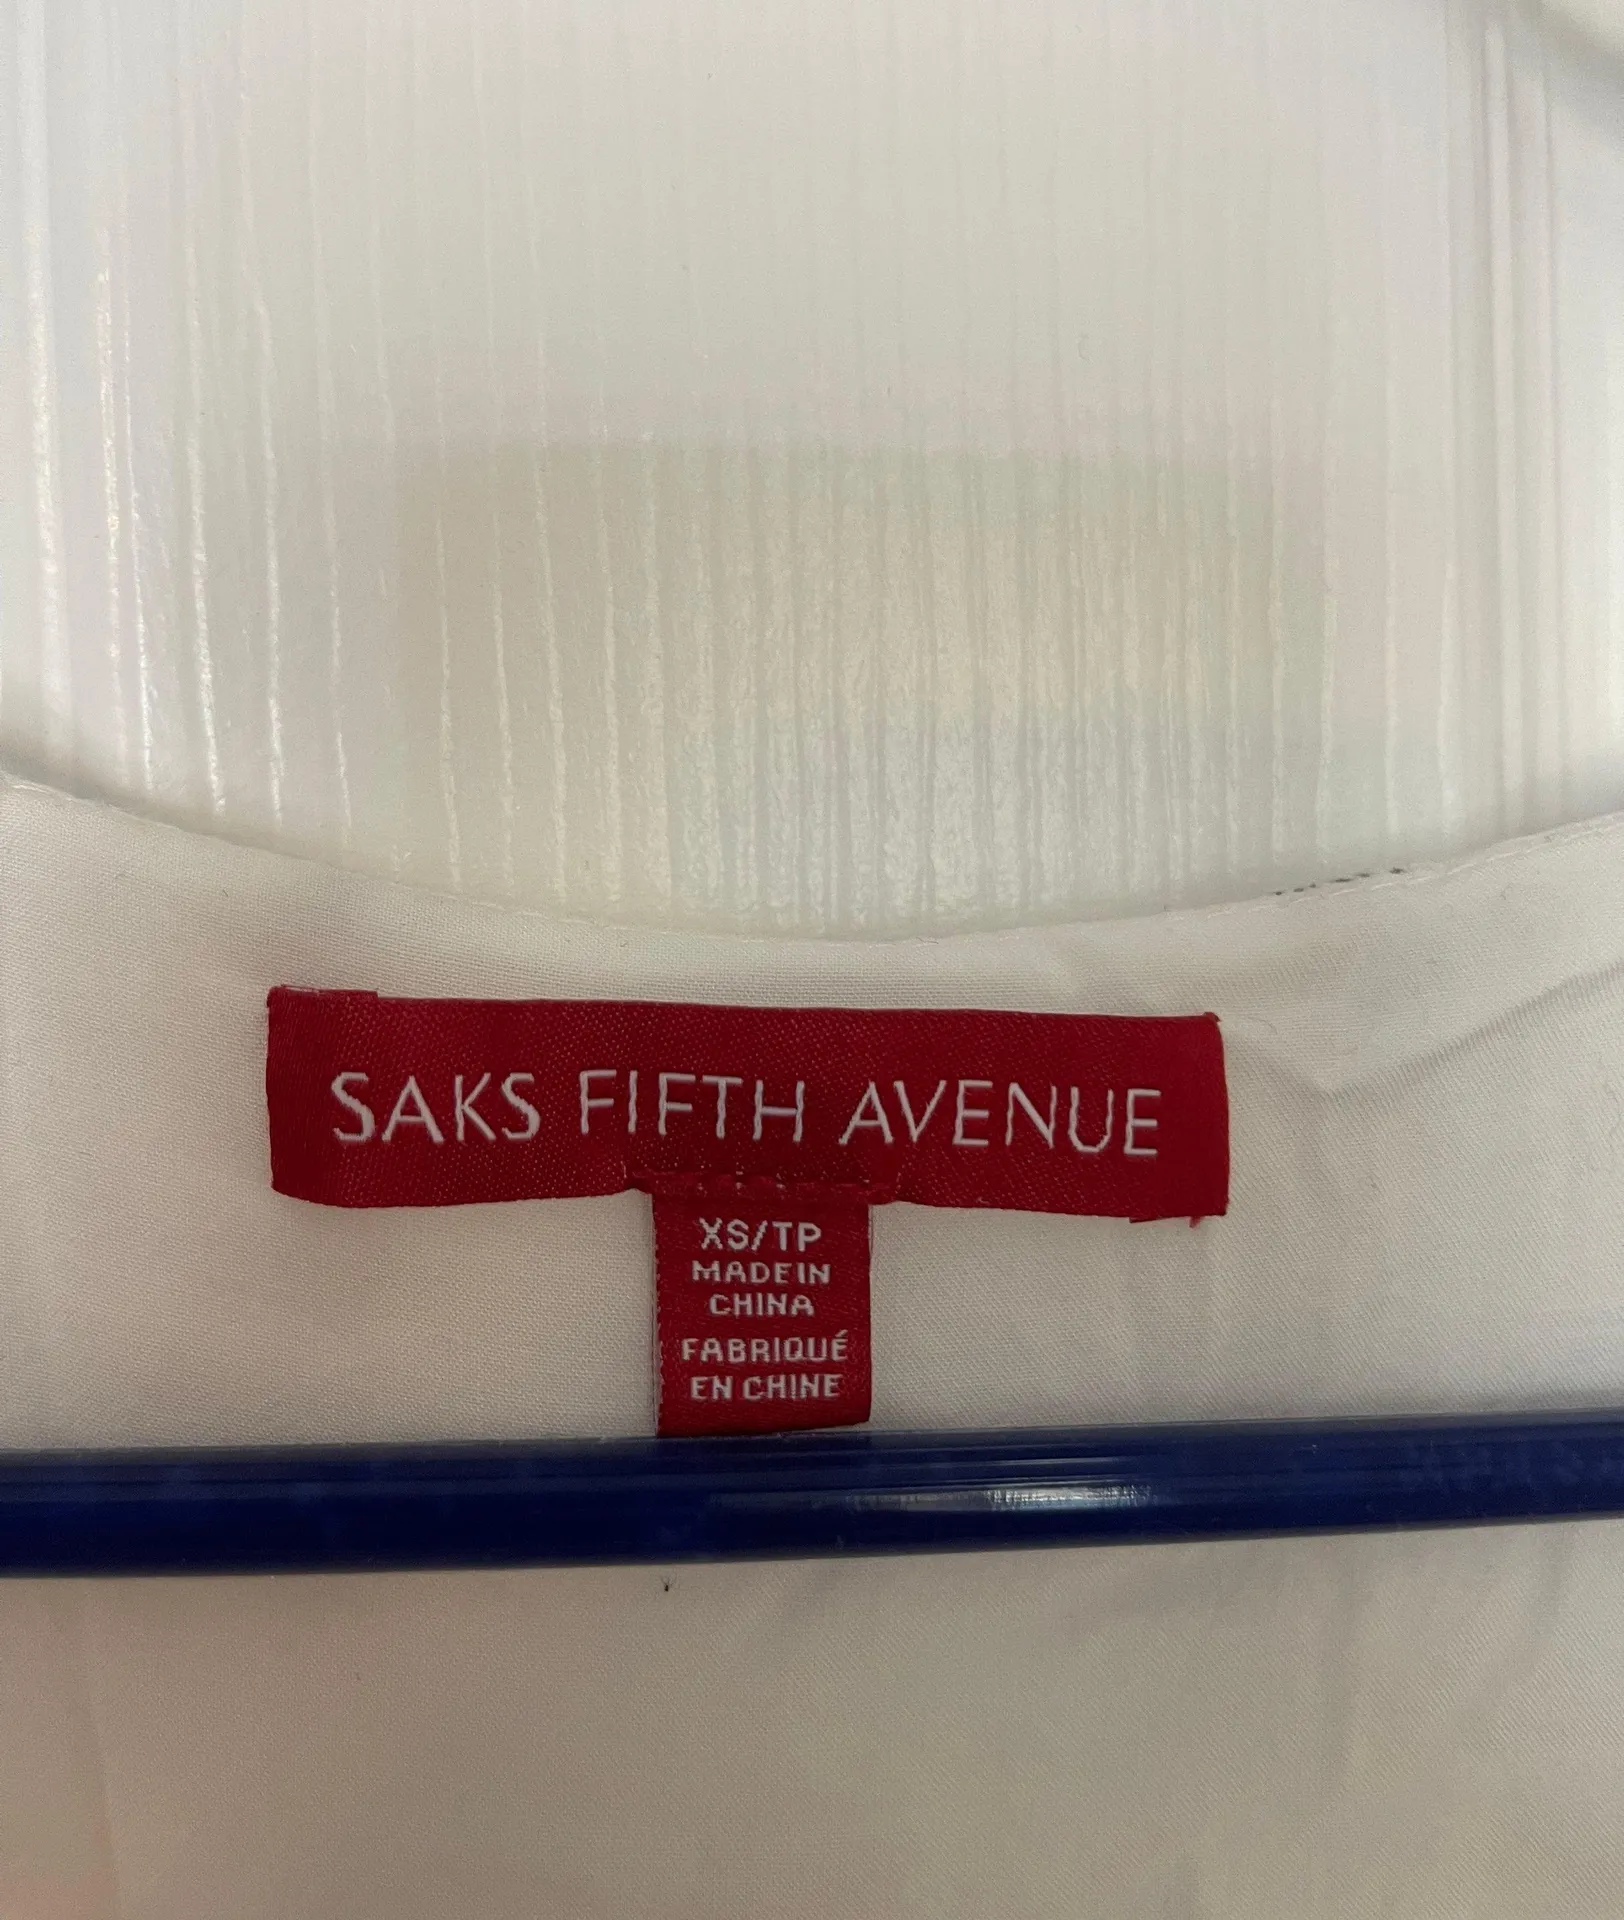 SAKS FIFTH AVENUE
XS/TP
MADE IN
CHINA
FABRIQUÉ
EN CHINE